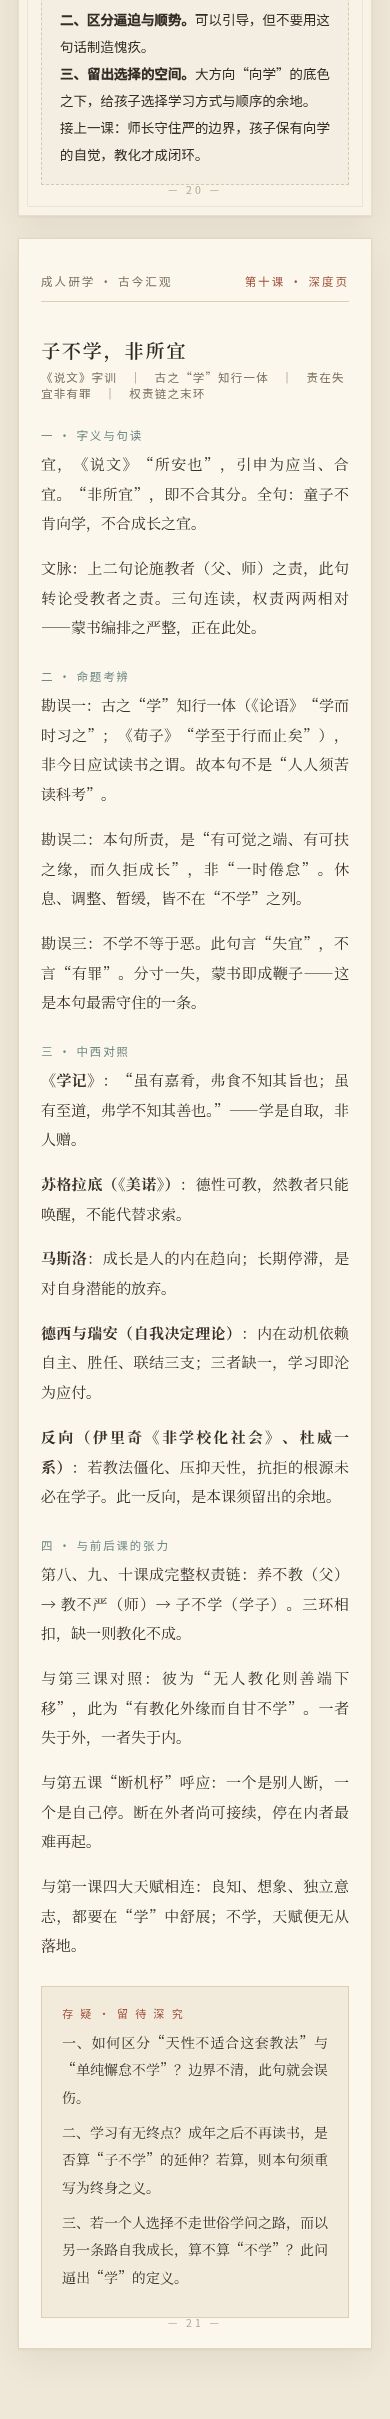 二、区分逼迫与顺势。可以引导，但不要用这
句话制造愧疚。
三、留出选择的空间。大方向“向学”的底色
之下，给孩子选择学习方式与顺序的余地。
接上一课：师长守住严的边界，孩子保有向学
的自觉，教化才成闭环。
— 20 —
成人研学 · 古今汇观
第十课 · 深度页
子不学，非所宜
《说文》字训 ｜ 古之“学”知行一体 ｜ 责在失
宜非有罪 ｜ 权责链之末环
一 · 字义与句读
宜，《说文》“所安也”，引申为应当、合
宜。“非所宜”，即不合其分。全句：童子不
肯向学，不合成长之宜。
文脉：上二句论施教者（父、师）之责，此句
转论受教者之责。三句连读，权责两两相对
——蒙书编排之严整，正在此处。
二 · 命题考辨
勘误一：古之“学”知行一体（《论语》“学而
时习之”；《荀子》“学至于行而止矣”），
非今日应试读书之谓。故本句不是“人人须苦
读科考”。
勘误二：本句所责，是“有可觉之端、有可扶
之缘，而久拒成长”，非“一时倦怠”。休
息、调整、暂缓，皆不在“不学”之列。
勘误三：不学不等于恶。此句言“失宜”，不
言“有罪”。分寸一失，蒙书即成鞭子——这
是本句最需守住的一条。
三 · 中西对照
《学记》：“虽有嘉肴，弗食不知其旨也；虽
有至道，弗学不知其善也。”——学是自取，非
人赠。
苏格拉底（《美诺》）：德性可教，然教者只能
唤醒，不能代替求索。
马斯洛：成长是人的内在趋向；长期停滞，是
对自身潜能的放弃。
德西与瑞安（自我决定理论）：内在动机依赖
自主、胜任、联结三支；三者缺一，学习即沦
为应付。
反向（伊里奇《非学校化社会》、杜威一
系）：若教法僵化、压抑天性，抗拒的根源未
必在学子。此一反向，是本课须留出的余地。
四 · 与前后课的张力
第八、九、十课成完整权责链：养不教（父）
→ 教不严（师）→ 子不学（学子）。三环相
扣，缺一则教化不成。
与第三课对照：彼为“无人教化则善端下
移”，此为“有教化外缘而自甘不学”。一者
失于外，一者失于内。
与第五课“断机杼”呼应：一个是别人断，一
个是自己停。断在外者尚可接续，停在内者最
难再起。
与第一课四大天赋相连：良知、想象、独立意
志，都要在“学”中舒展；不学，天赋便无从
落地。
存疑 · 留待深究
一、如何区分“天性不适合这套教法”与
“单纯懈怠不学”？边界不清，此句就会误
伤。
二、学习有无终点？成年之后不再读书，是
否算“子不学”的延伸？若算，则本句须重
写为终身之义。
三、若一个人选择不走世俗学问之路，而以
另一条路自我成长，算不算“不学”？此问
逼出“学”的定义。
— 21 —